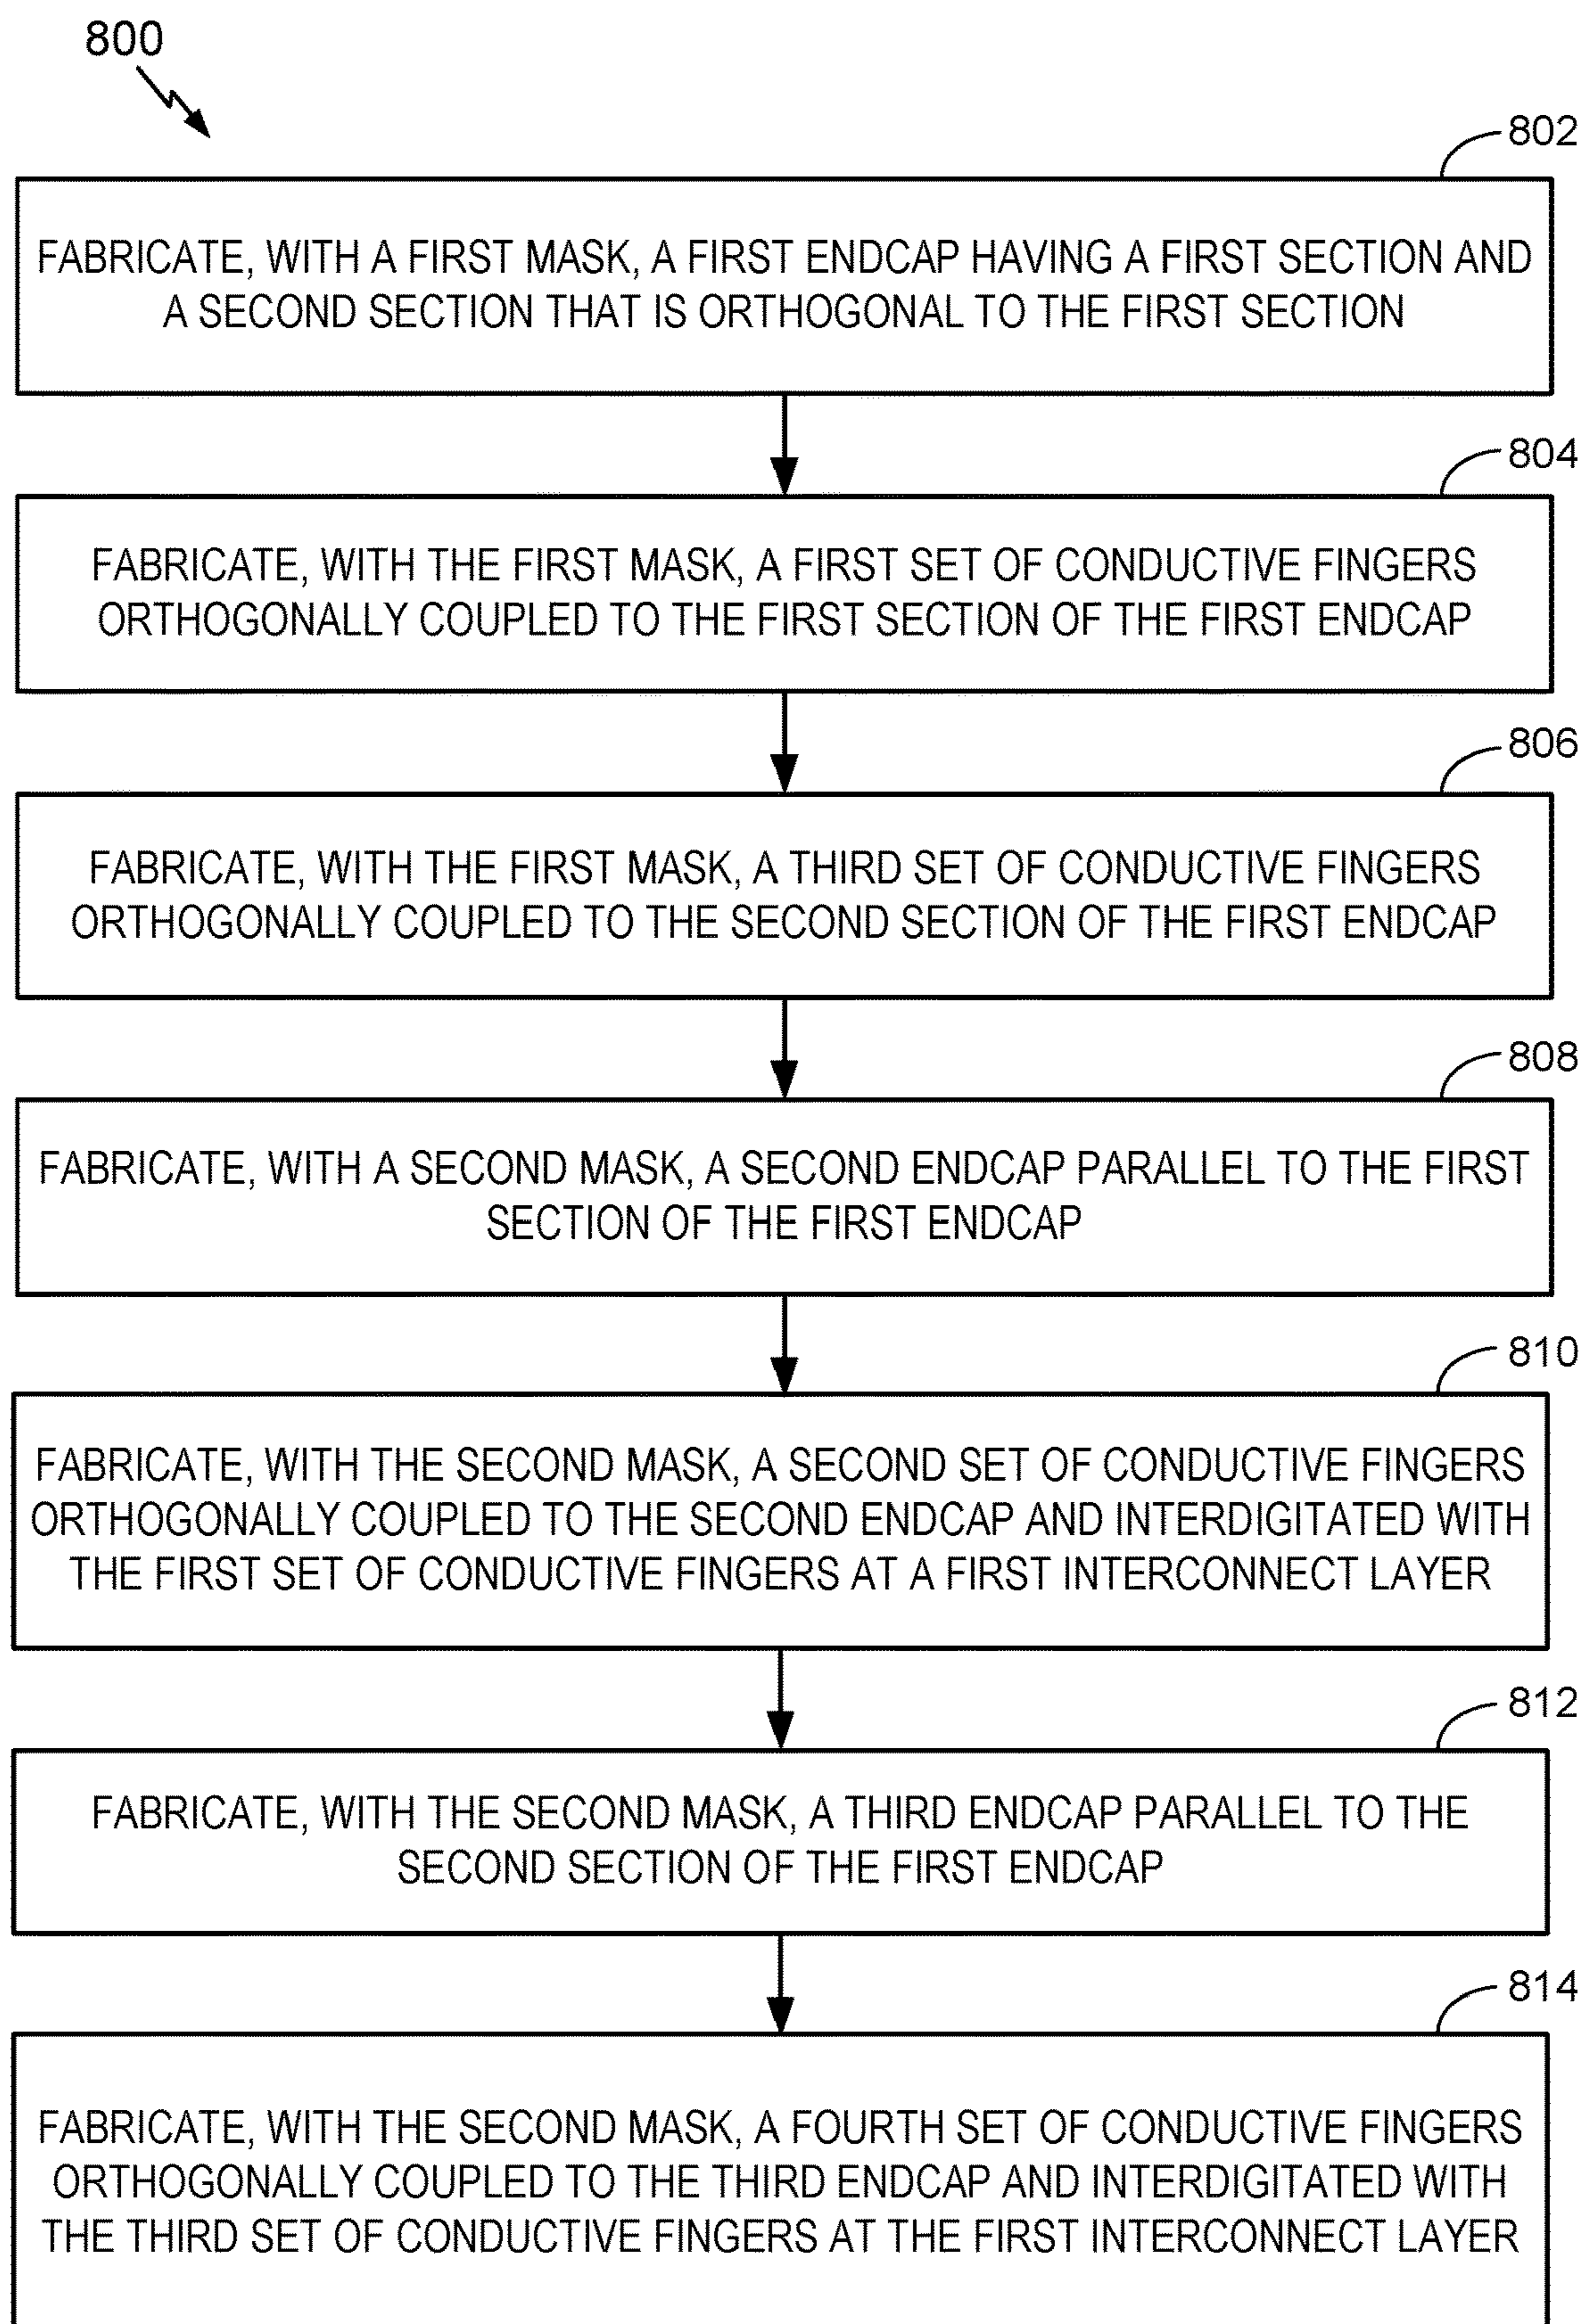 800
802
FABRICATE, WITH A FIRST MASK, A FIRST ENDCAP HAVING A FIRST SECTION AND
A SECOND SECTION THAT IS ORTHOGONAL TO THE FIRST SECTION
804
FABRICATE, WITH THE FIRST MASK, A FIRST SET OF CONDUCTIVE FINGERS
ORTHOGONALLY COUPLED TO THE FIRST SECTION OF THE FIRST ENDCAP
806
FABRICATE, WITH THE FIRST MASK, A THIRD SET OF CONDUCTIVE FINGERS
ORTHOGONALLY COUPLED TO THE SECOND SECTION OF THE FIRST ENDCAP
808
FABRICATE, WITH A SECOND MASK, A SECOND ENDCAP PARALLEL TO THE FIRST
SECTION OF THE FIRST ENDCAP
810
FABRICATE, WITH THE SECOND MASK, A SECOND SET OF CONDUCTIVE FINGERS
ORTHOGONALLY COUPLED TO THE SECOND ENDCAP AND INTERDIGITATED WITH
THE FIRST SET OF CONDUCTIVE FINGERS AT A FIRST INTERCONNECT LAYER
812
FABRICATE, WITH THE SECOND MASK, A THIRD ENDCAP PARALLEL TO THE
SECOND SECTION OF THE FIRST ENDCAP
814
FABRICATE, WITH THE SECOND MASK, A FOURTH SET OF CONDUCTIVE FINGERS
ORTHOGONALLY COUPLED TO THE THIRD ENDCAP AND INTERDIGITATED WITH
THE THIRD SET OF CONDUCTIVE FINGERS AT THE FIRST INTERCONNECT LAYER